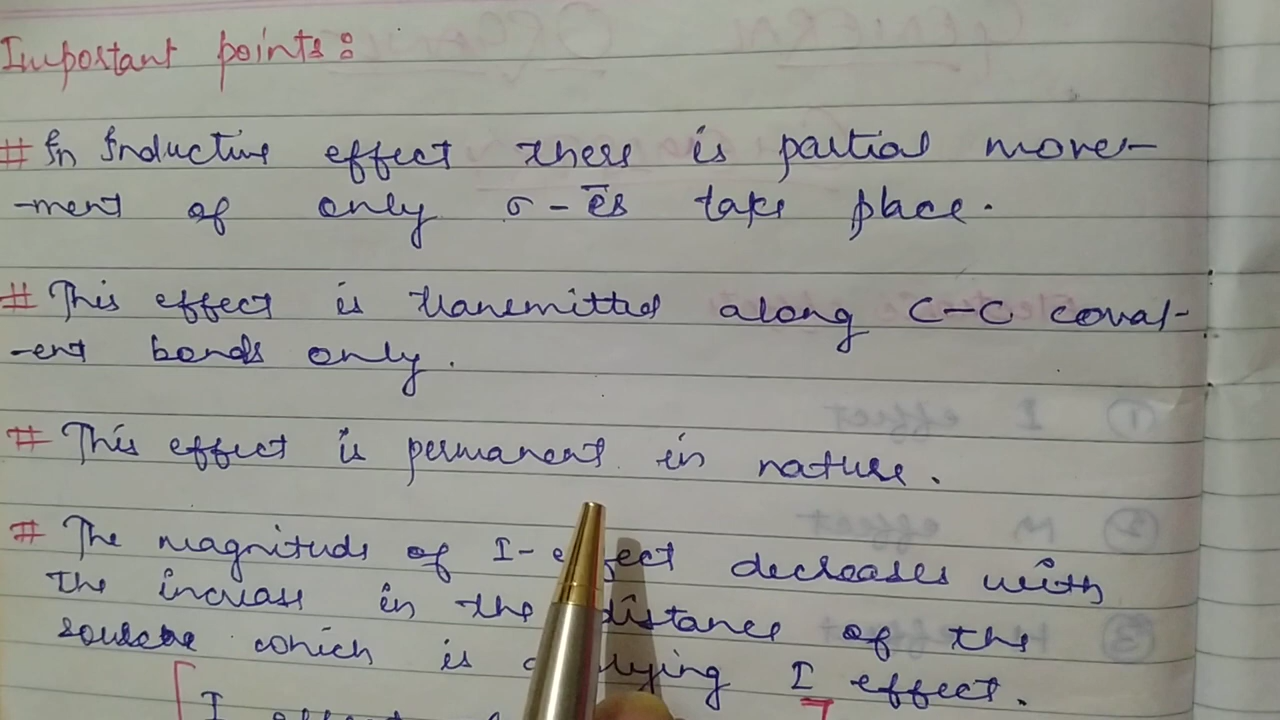 Important points:
# In Inductive effect there is partial move-
-ment of only σ-e̅s take place.
# This effect is transmitted along C-C coval-
-ent bonds only.
# This effect is permanent in nature.
# The magnitude of I-effect decreases with
the increase in the distance of the
source which is applying I effect.
I